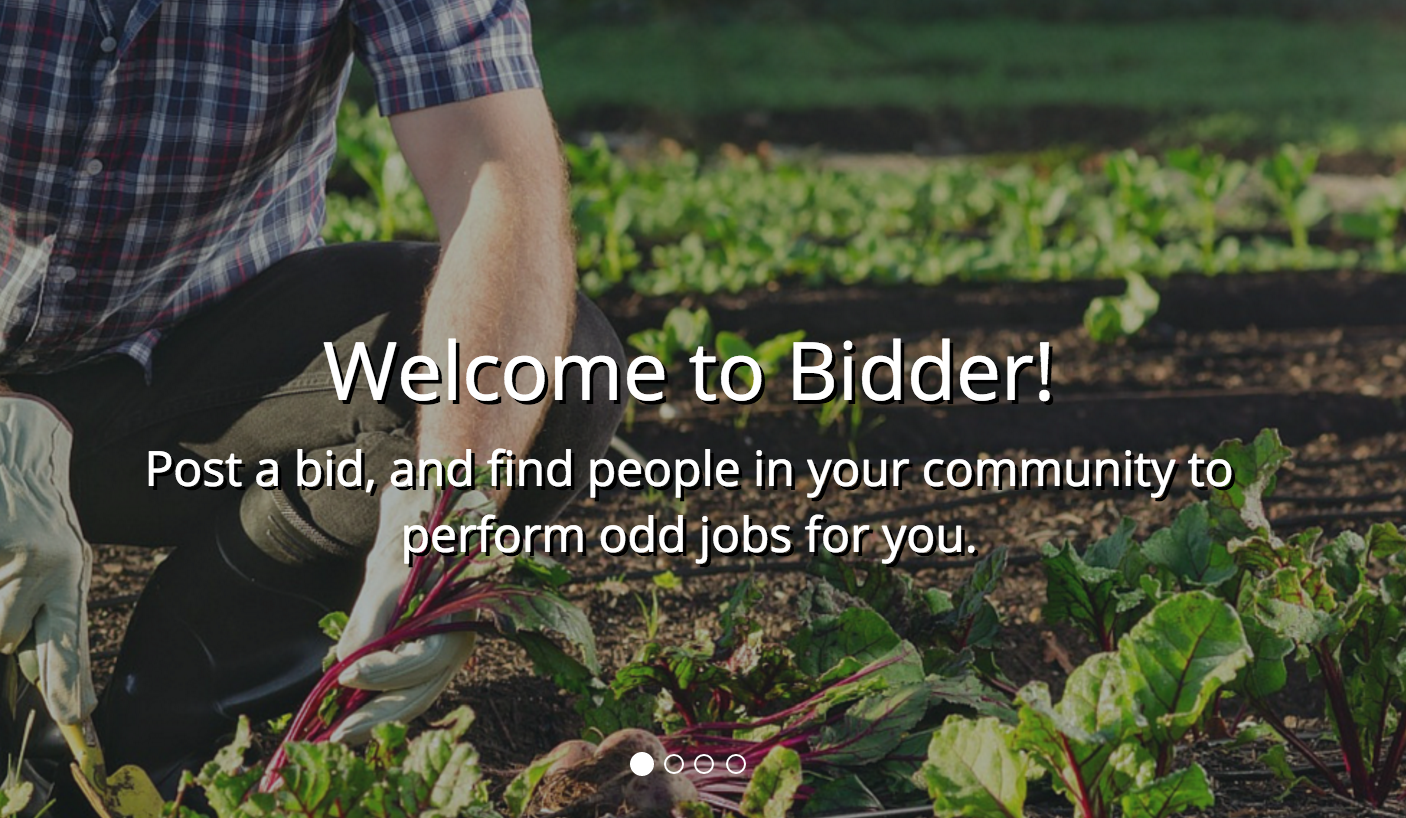 Welcome to Bidder!
Post a bid, and find people in your community to
perform odd jobs for you.